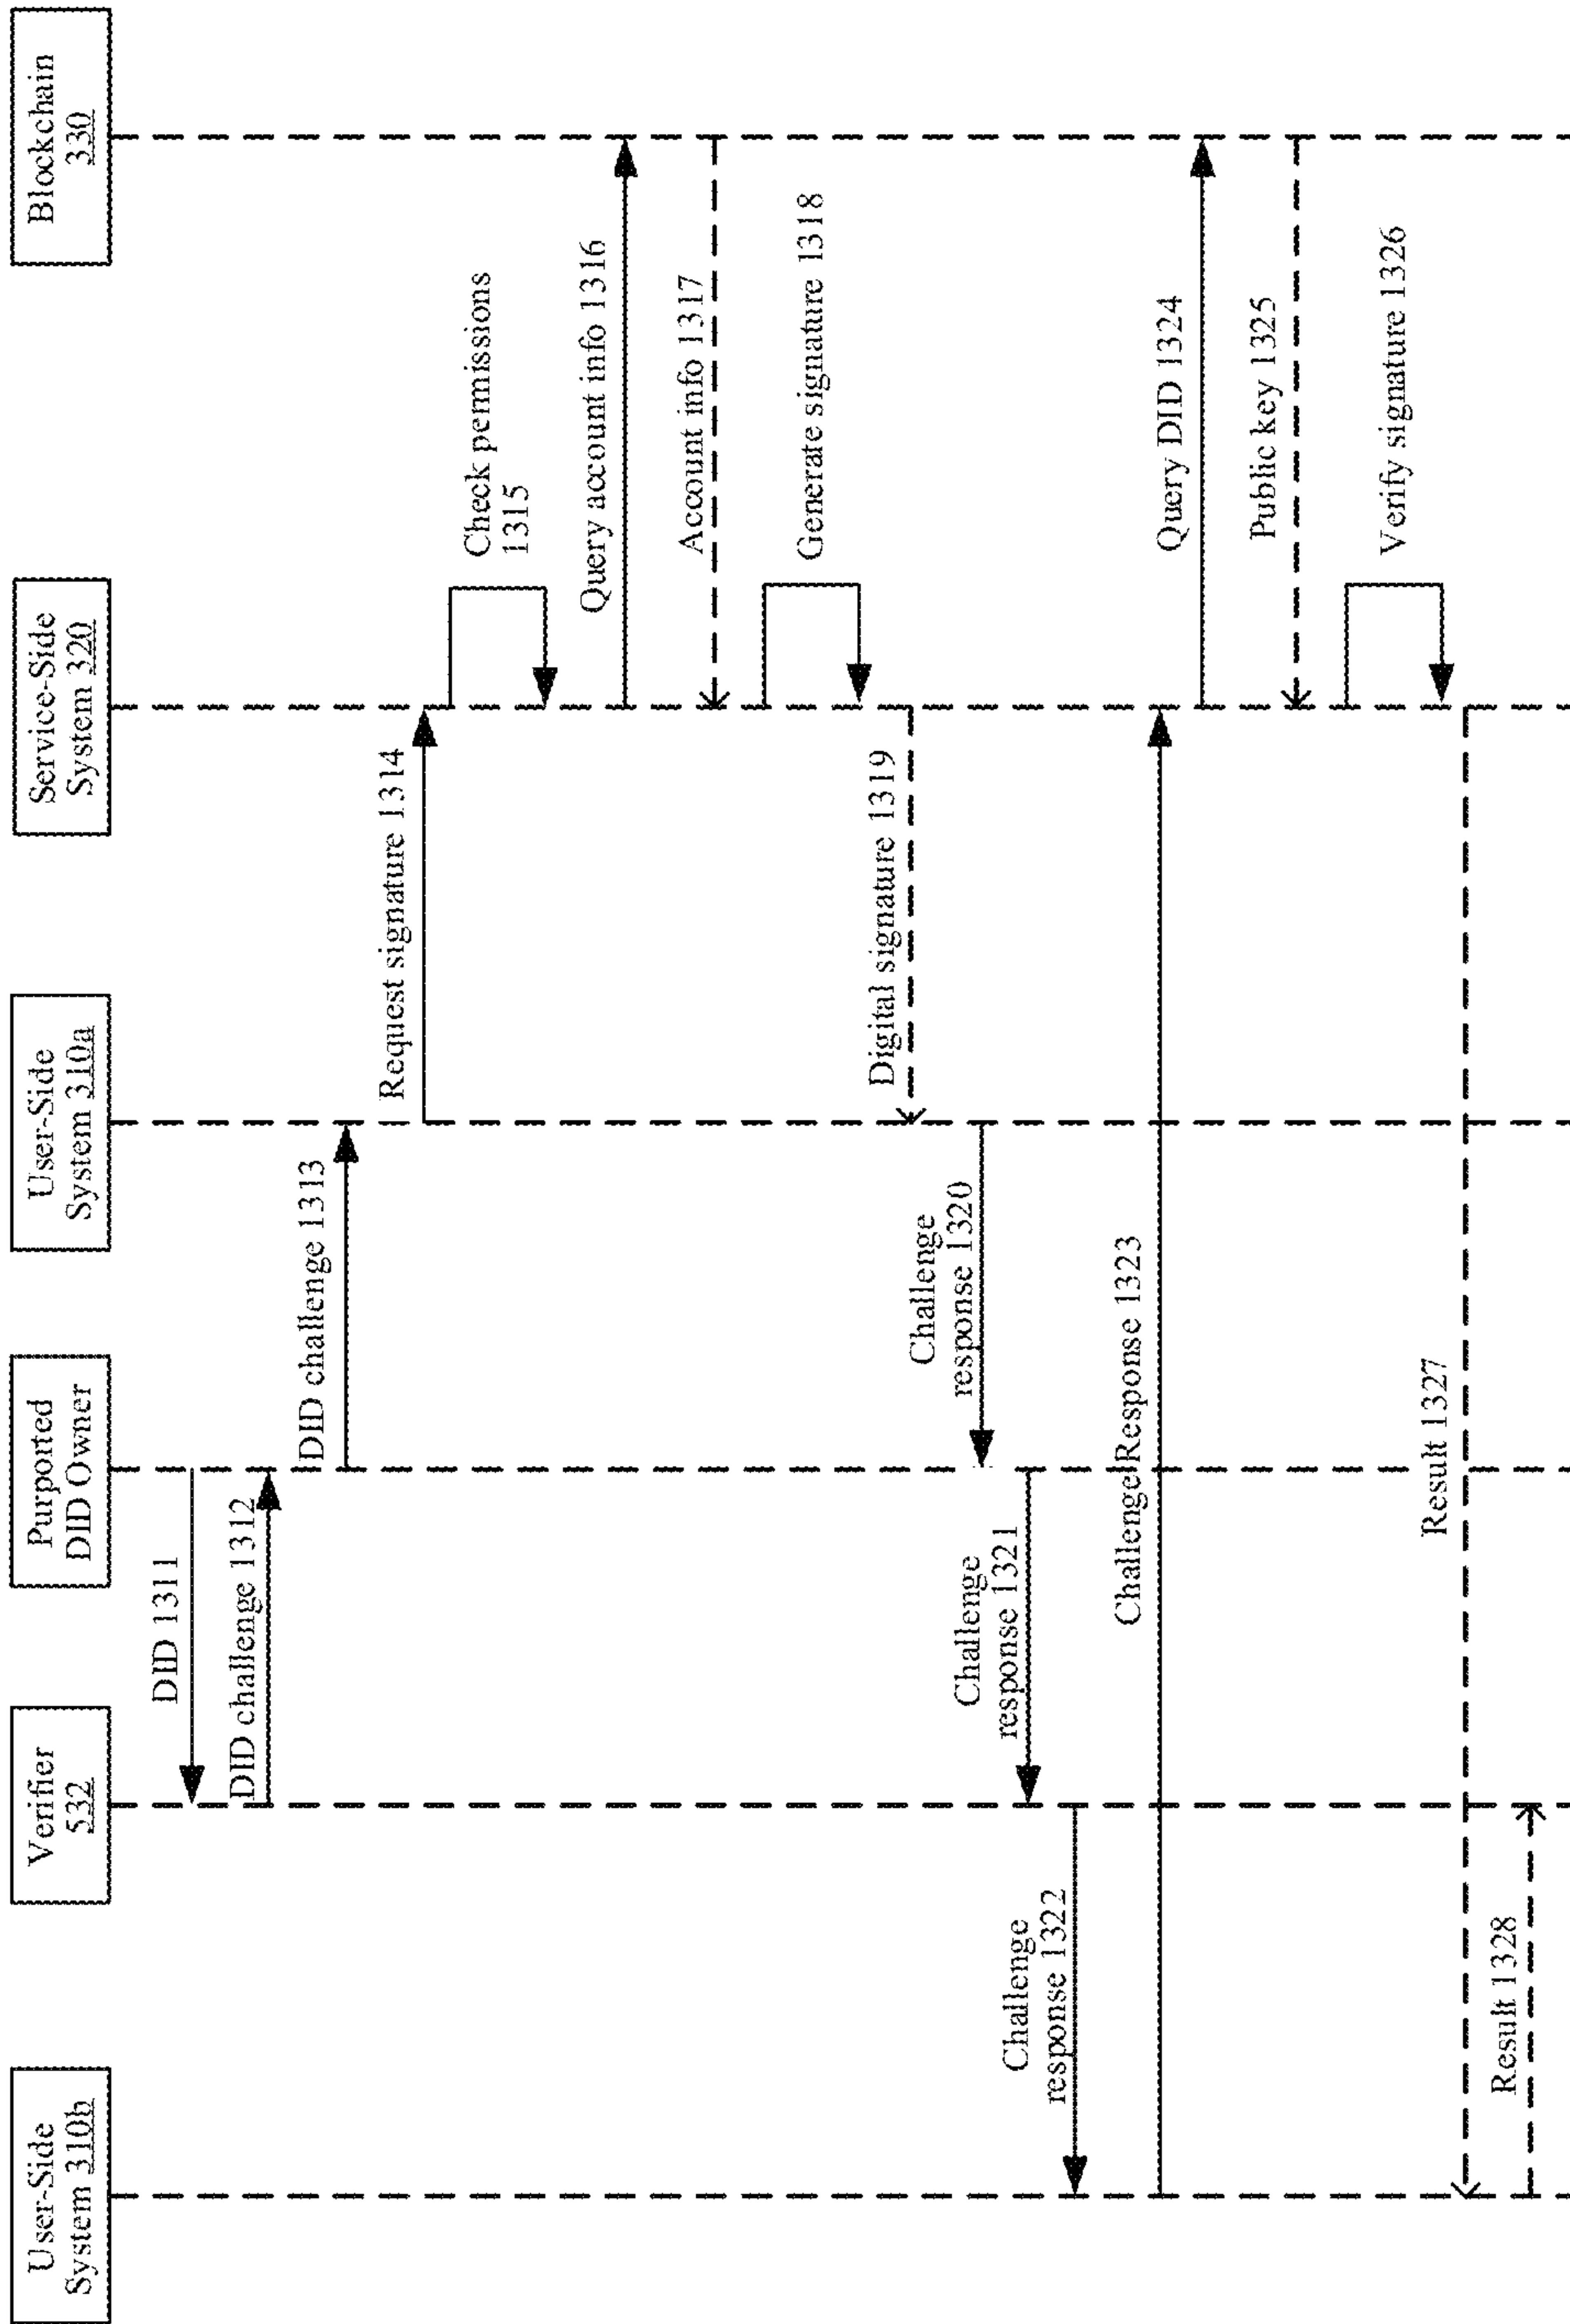 User-Side
System 310b
Verifier
532
Purported
DID Owner
User-Side
System 310a
Service-Side
System 320
Blockchain
330
DID 1311
DID challenge 1312
DID challenge 1313
Request signature 1314
Check permissions
1315
Query account info 1316
Account info 1317
Generate signature 1318
Digital signature 1319
Challenge
response 1320
Challenge
response 1321
Challenge
response 1322
Challenge Response 1323
Query DID 1324
Public key 1325
Verify signature 1326
Result 1327
Result 1328